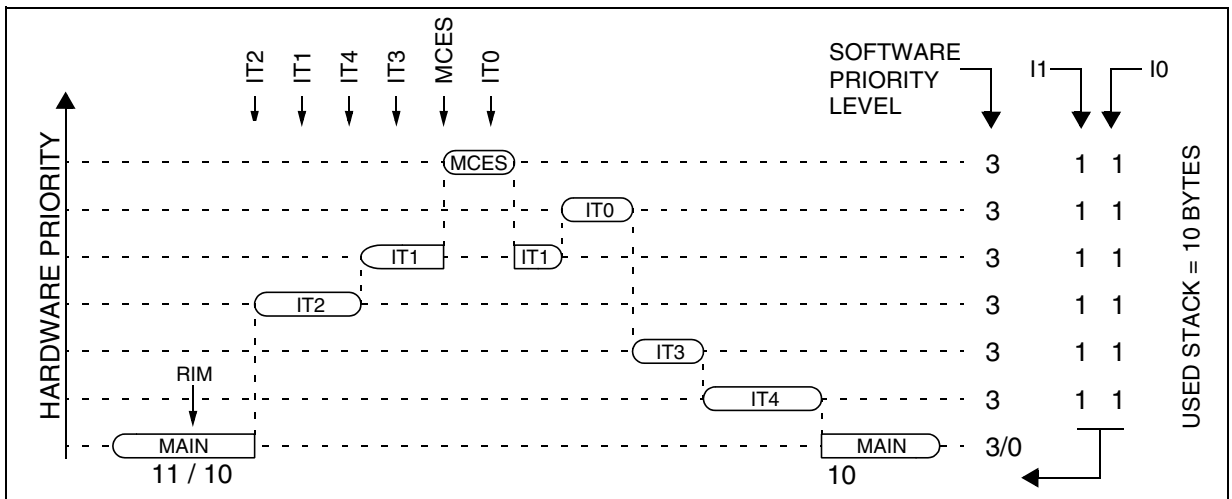 IT2
IT1
IT4
IT3
MCES
IT0
SOFTWARE
PRIORITY
LEVEL
I1
I0
HARDWARE PRIORITY
MCES
3 1 1
IT0
3 1 1
IT1
IT1
3 1 1
IT2
3 1 1
IT3
3 1 1
RIM
IT4
3 1 1
MAIN
MAIN
3/0
11 / 10
10
USED STACK = 10 BYTES